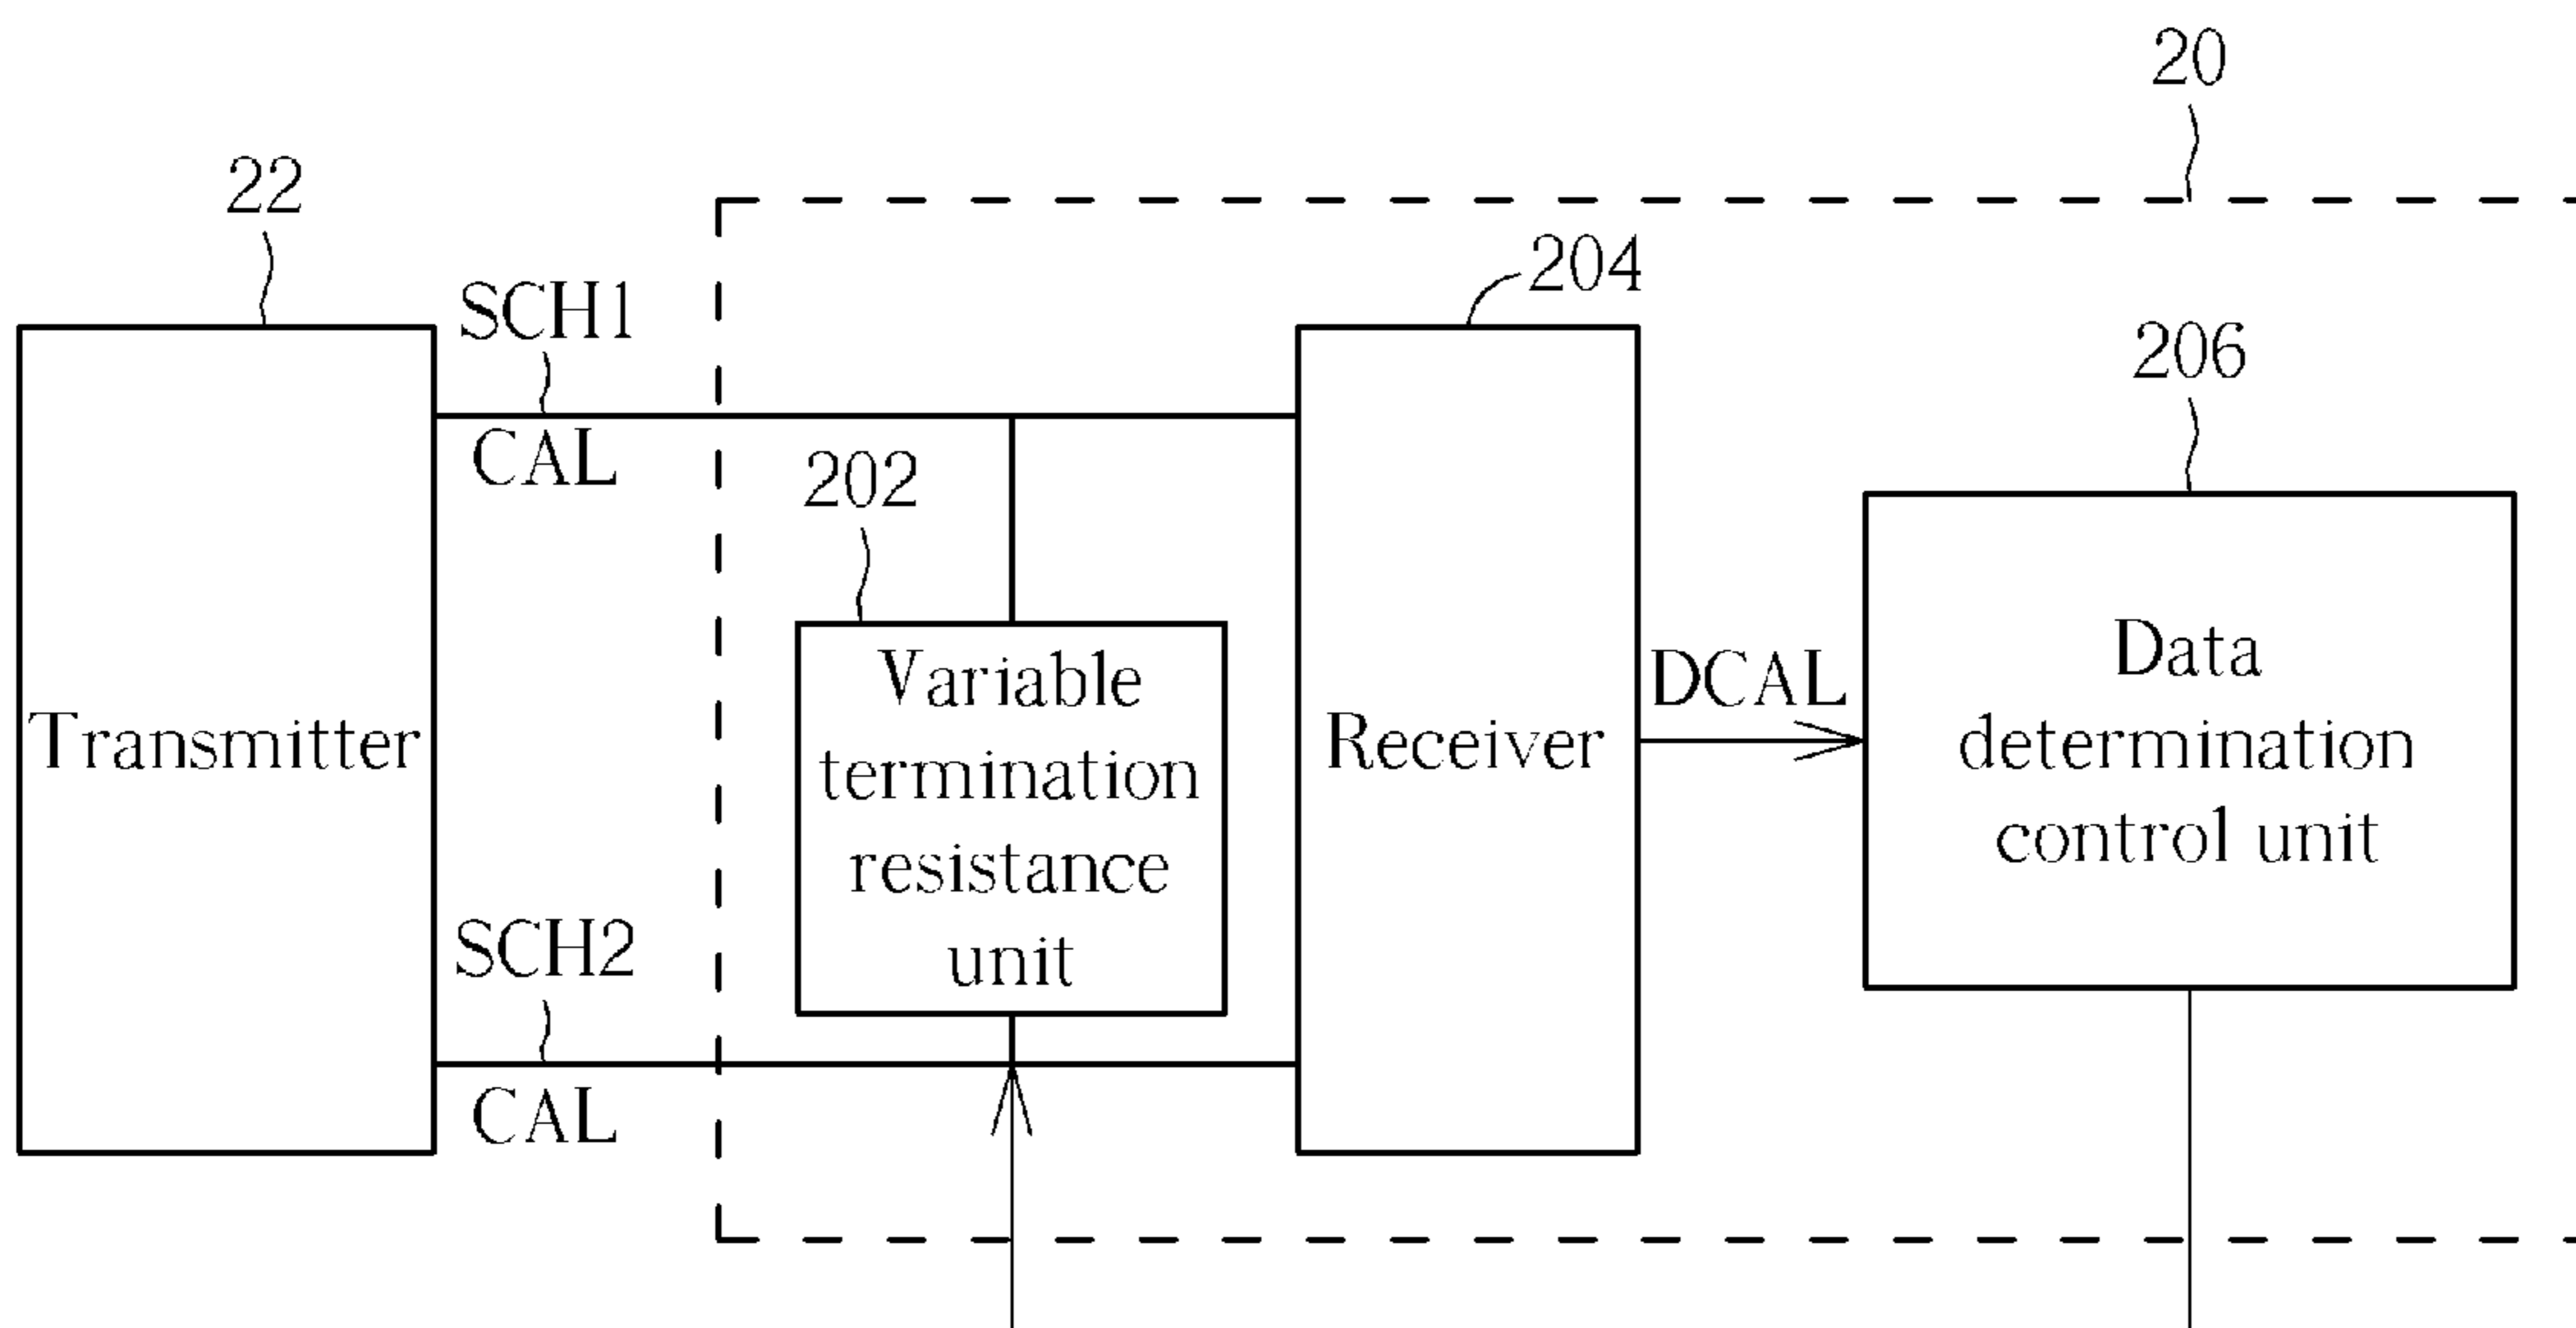 20
22
204
SCH1
206
CAL
202
Variable
termination
resistance
unit
Transmitter
Receiver
DCAL
Data
determination
control unit
SCH2
CAL